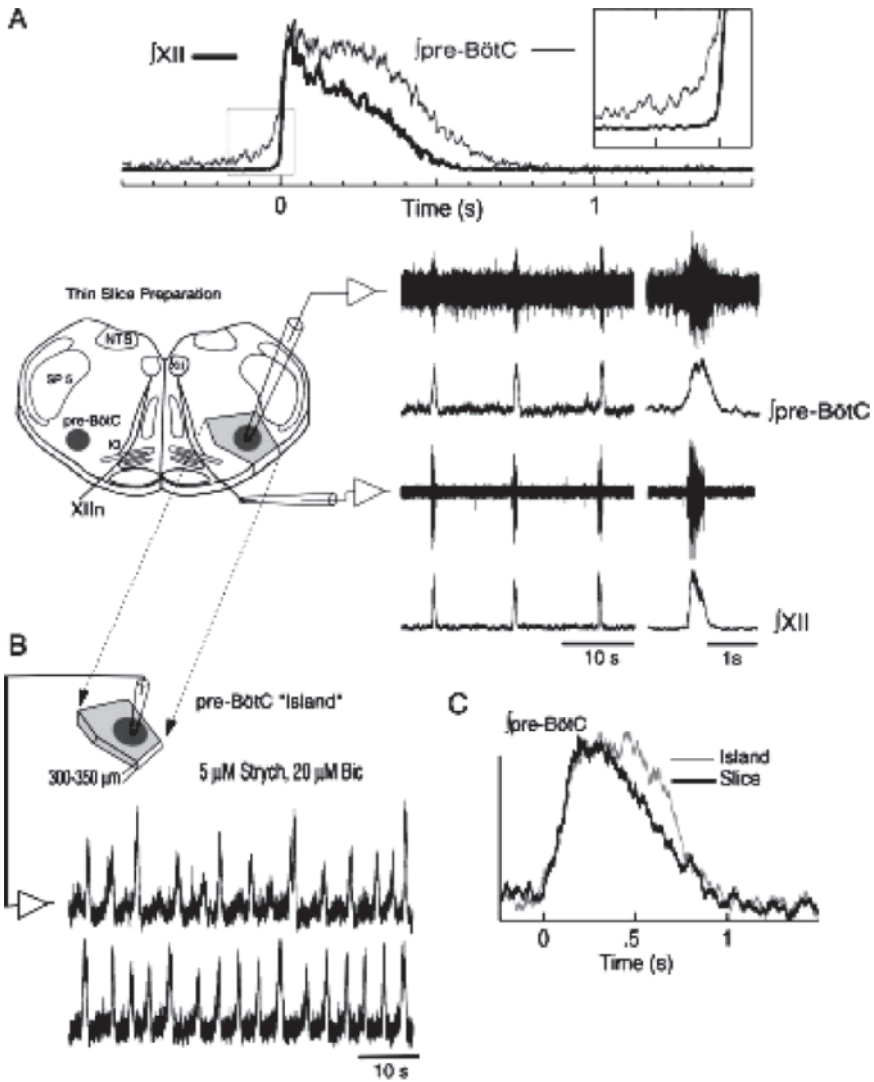 A
∫XII
∫pre-BötC
0
Time (s)
1
Thin Slice Preparation
NTS
XII
SP 5
pre-BötC
XIIn
∫pre-BötC
∫XII
10 s
1s
B
pre-BötC "Island"
300-350 µm
5 µM Strych, 20 µM Bic
10 s
C
∫pre-BötC
Island
Slice
0
.5
1
Time (s)